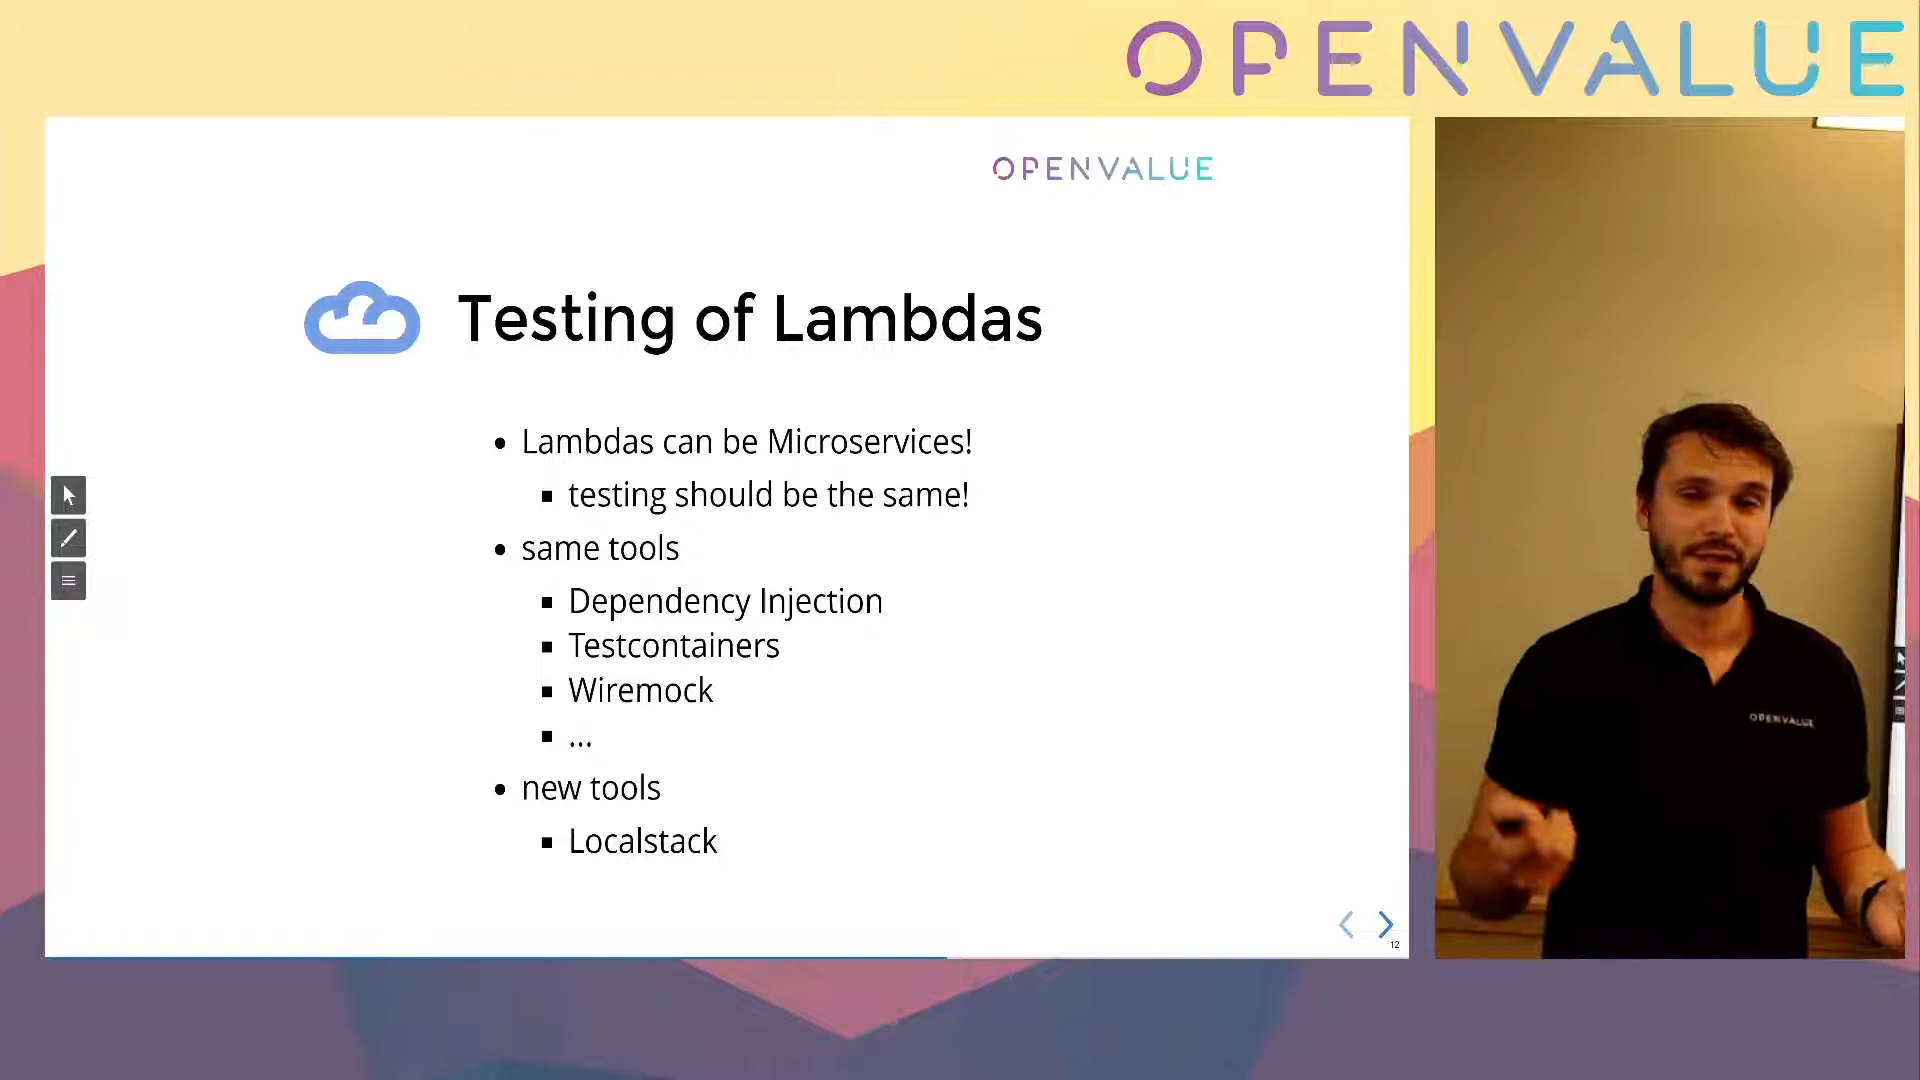 OPENVALUE
OPENVALUE
Testing of Lambdas
• Lambdas can be Microservices!
▪ testing should be the same!
• same tools
▪ Dependency Injection
▪ Testcontainers
▪ Wiremock
▪ ...
• new tools
▪ Localstack
12
OPENVALUE